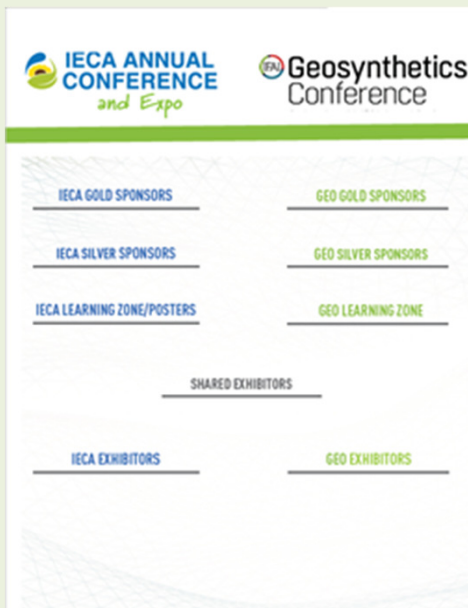 IECA ANNUAL
CONFERENCE
and Expo
IFAI Geosynthetics
Conference
IECA GOLD SPONSORS
GEO GOLD SPONSORS
IECA SILVER SPONSORS
GEO SILVER SPONSORS
IECA LEARNING ZONE/POSTERS
GEO LEARNING ZONE
SHARED EXHIBITORS
IECA EXHIBITORS
GEO EXHIBITORS